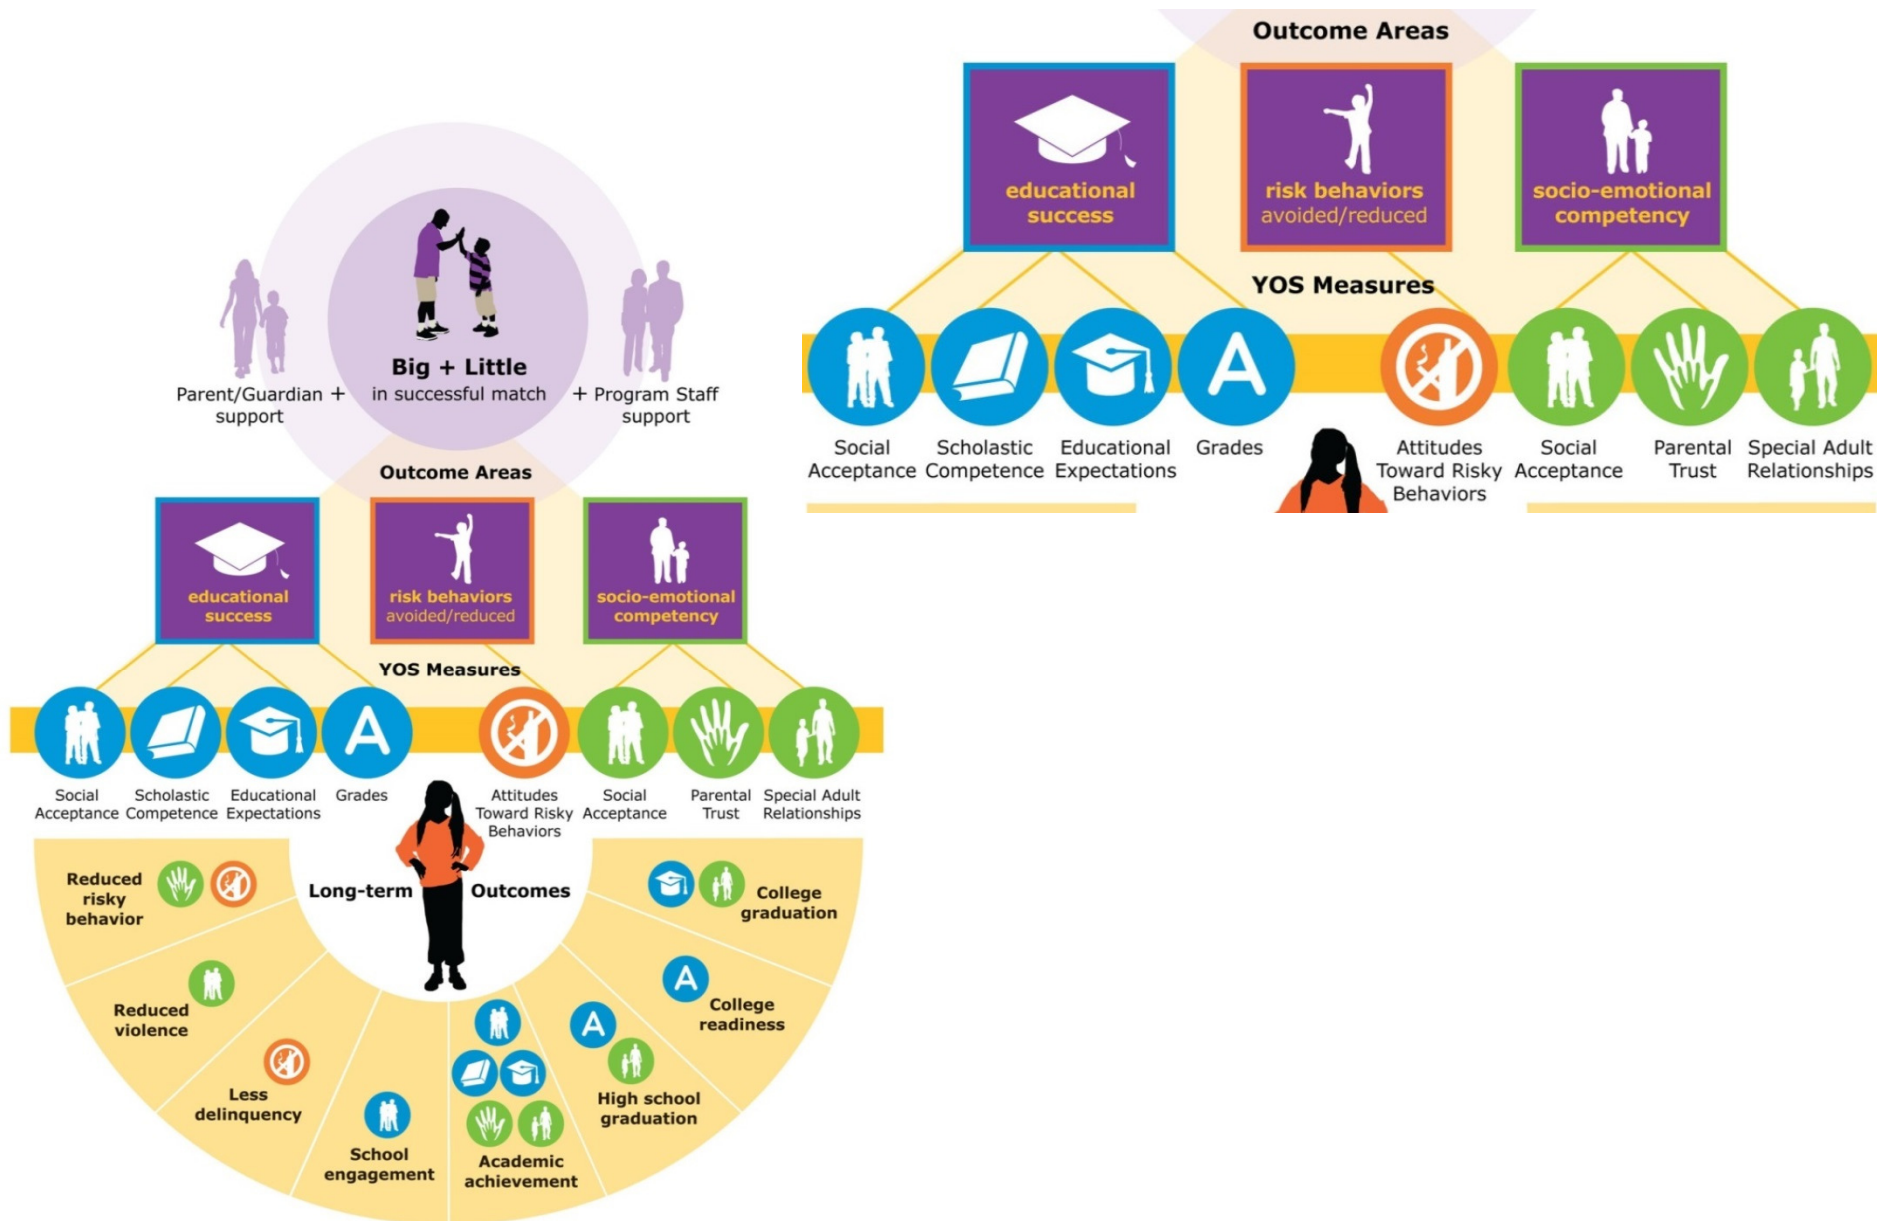 Big + Little
in successful match
Parent/Guardian +
support
+ Program Staff
support
Outcome Areas
educational
success
risk behaviors
avoided/reduced
socio-emotional
competency
YOS Measures
A
Social
Acceptance
Scholastic
Competence
Educational
Expectations
Grades
Attitudes
Toward Risky
Behaviors
Social
Acceptance
Parental
Trust
Special Adult
Relationships
Long-term
Outcomes
Reduced
risky
behavior
Reduced
violence
Less
delinquency
School
engagement
Academic
achievement
A
High school
graduation
A
College
readiness
College
graduation
Outcome Areas
educational
success
risk behaviors
avoided/reduced
socio-emotional
competency
YOS Measures
A
Social
Acceptance
Scholastic
Competence
Educational
Expectations
Grades
Attitudes
Toward Risky
Behaviors
Social
Acceptance
Parental
Trust
Special Adult
Relationships